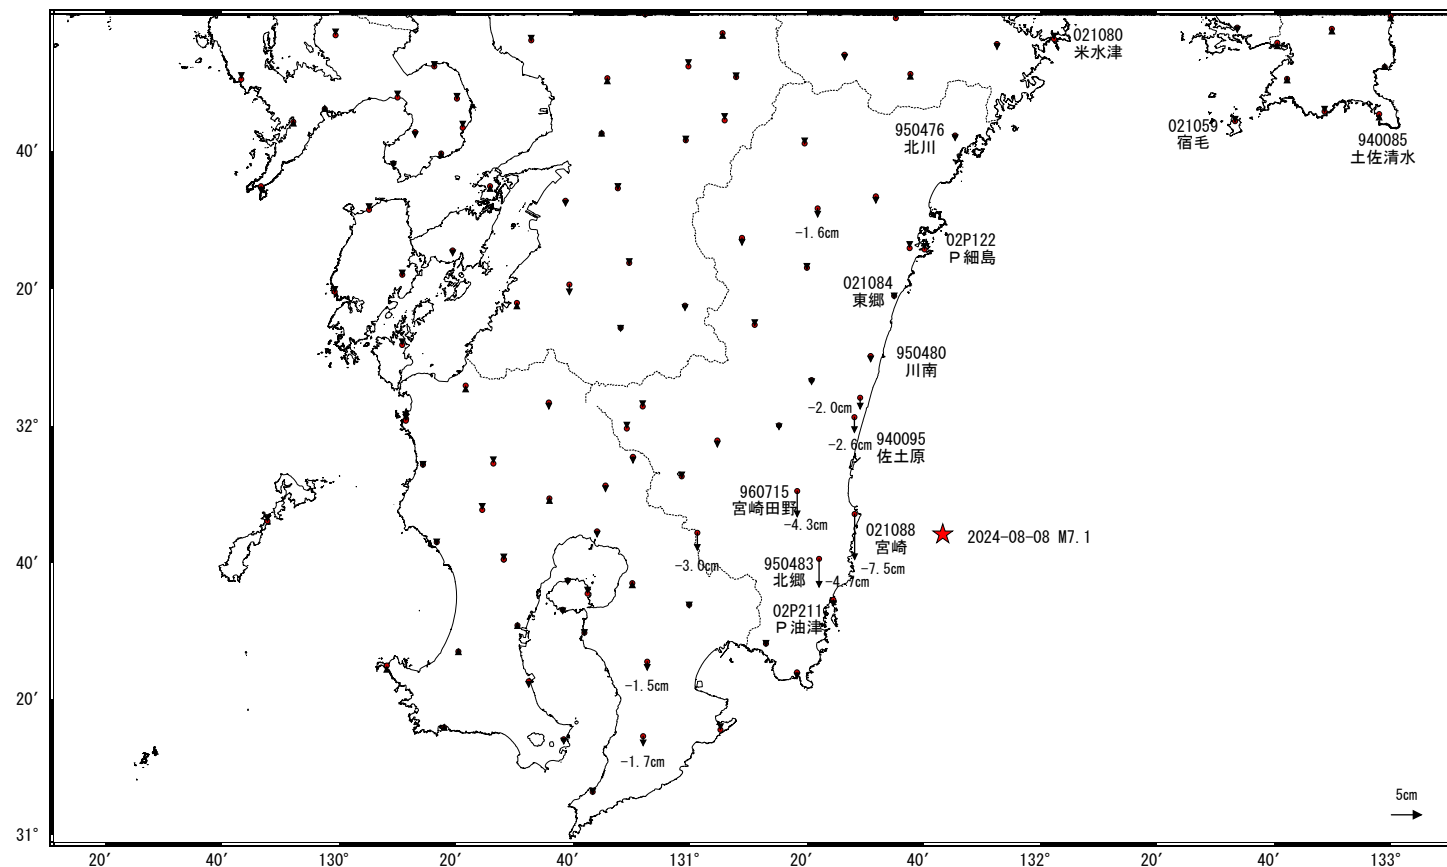 021080
米水津
950476
北川
021059
宿毛
940085
土佐清水
40′
-1.6cm
02P122
Ｐ細島
20′
021084
東郷
950480
川南
-2.0cm
32°
-2.6cm
940095
佐土原
960715
宮崎田野
-4.3cm
021088
宮崎
2024-08-08 M7.1
40′
-3.0cm
950483
北郷
-4.7cm
-7.5cm
02P211
Ｐ油津
-1.5cm
20′
-1.7cm
5cm
31°
20′ 40′ 130° 20′ 40′ 131° 20′ 40′ 132° 20′ 40′ 133°